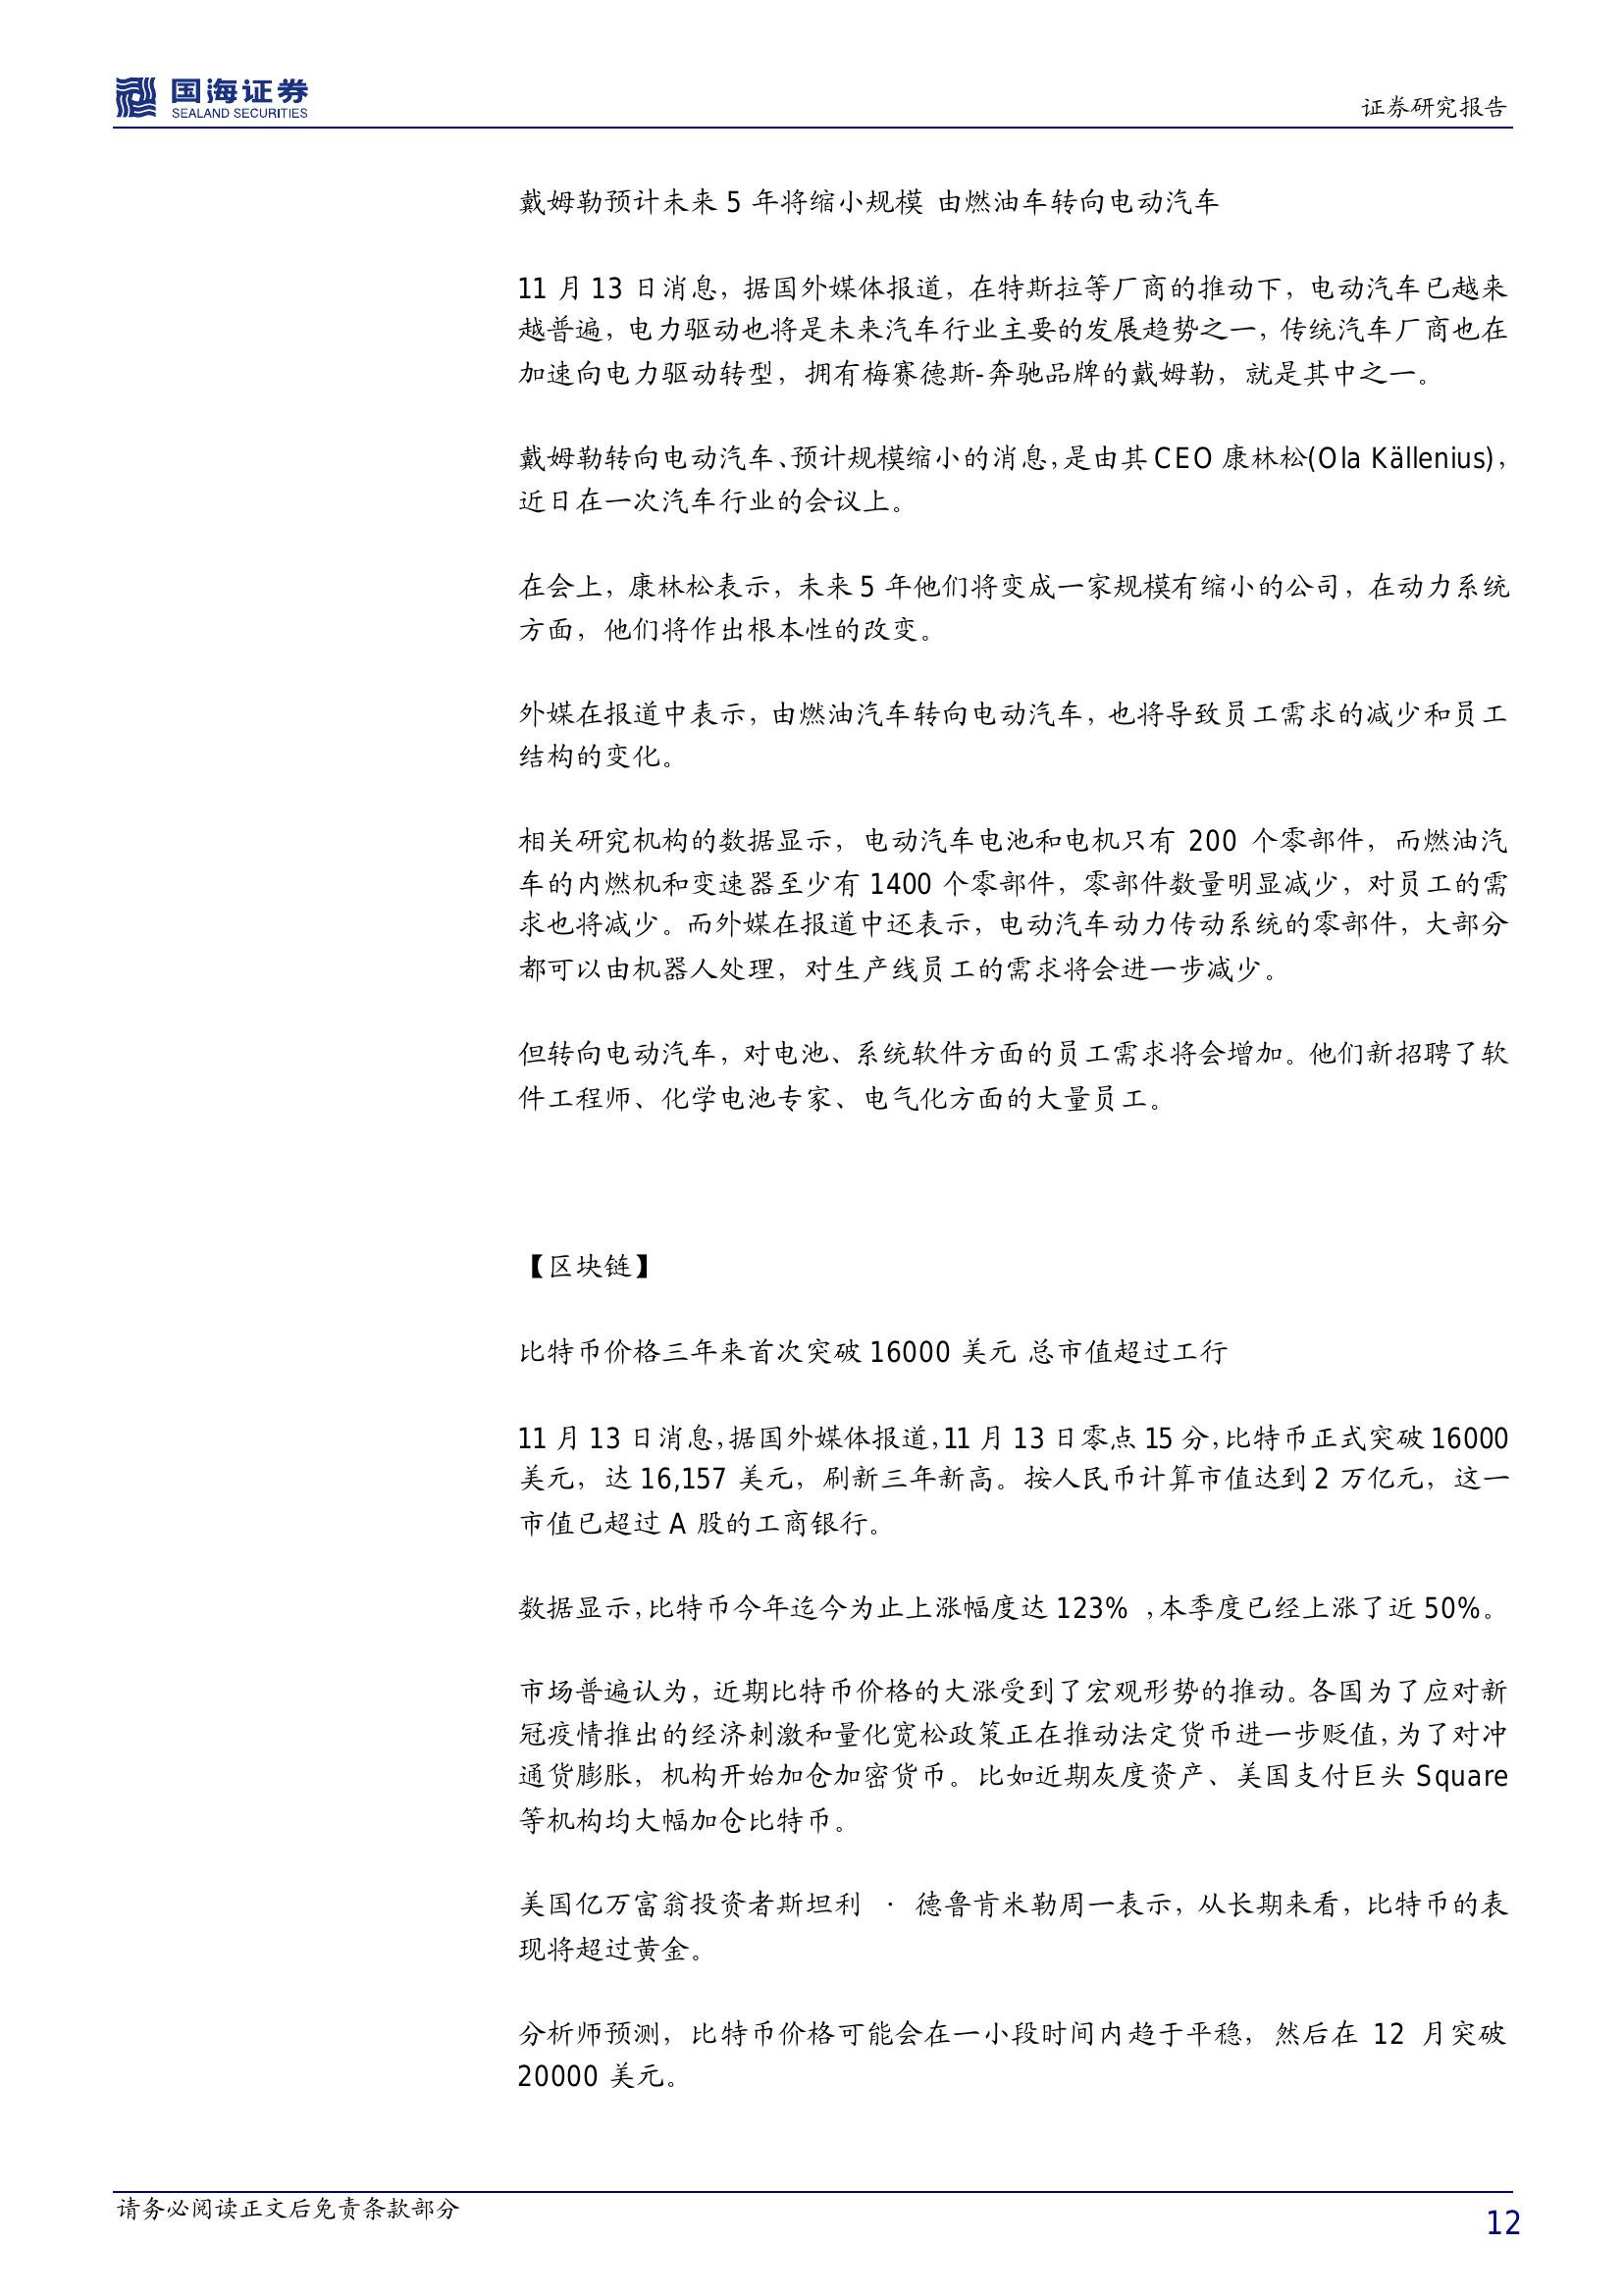 国海证券
SEALAND SECURITIES
证券研究报告
戴姆勒预计未来 5 年将缩小规模 由燃油车转向电动汽车
11 月 13 日消息，据国外媒体报道，在特斯拉等厂商的推动下，电动汽车已越来
越普遍，电力驱动也将是未来汽车行业主要的发展趋势之一，传统汽车厂商也在
加速向电力驱动转型，拥有梅赛德斯-奔驰品牌的戴姆勒，就是其中之一。
戴姆勒转向电动汽车、预计规模缩小的消息，是由其 CEO 康林松(Ola Källenius)，
近日在一次汽车行业的会议上。
在会上，康林松表示，未来 5 年他们将变成一家规模有缩小的公司，在动力系统
方面，他们将作出根本性的改变。
外媒在报道中表示，由燃油汽车转向电动汽车，也将导致员工需求的减少和员工
结构的变化。
相关研究机构的数据显示，电动汽车电池和电机只有 200 个零部件，而燃油汽
车的内燃机和变速器至少有 1400 个零部件，零部件数量明显减少，对员工的需
求也将减少。而外媒在报道中还表示，电动汽车动力传动系统的零部件，大部分
都可以由机器人处理，对生产线员工的需求将会进一步减少。
但转向电动汽车，对电池、系统软件方面的员工需求将会增加。他们新招聘了软
件工程师、化学电池专家、电气化方面的大量员工。
【区块链】
比特币价格三年来首次突破 16000 美元 总市值超过工行
11 月 13 日消息，据国外媒体报道，11 月 13 日零点 15 分，比特币正式突破 16000
美元，达 16,157 美元，刷新三年新高。按人民币计算市值达到 2 万亿元，这一
市值已超过 A 股的工商银行。
数据显示，比特币今年迄今为止上涨幅度达 123% ，本季度已经上涨了近 50%。
市场普遍认为，近期比特币价格的大涨受到了宏观形势的推动。各国为了应对新
冠疫情推出的经济刺激和量化宽松政策正在推动法定货币进一步贬值，为了对冲
通货膨胀，机构开始加仓加密货币。比如近期灰度资产、美国支付巨头 Square
等机构均大幅加仓比特币。
美国亿万富翁投资者斯坦利 · 德鲁肯米勒周一表示，从长期来看，比特币的表
现将超过黄金。
分析师预测，比特币价格可能会在一小段时间内趋于平稳，然后在 12 月突破
20000 美元。
请务必阅读正文后免责条款部分
12